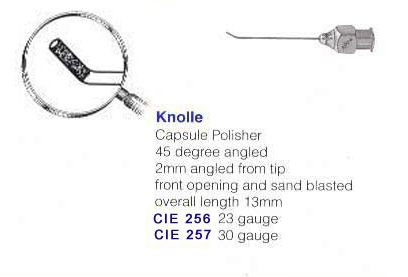 Knolle
Capsule Polisher
45 degree angled
2mm angled from tip
front opening and sand blasted
overall length 13mm
CIE 256 23 gauge
CIE 257 30 gauge